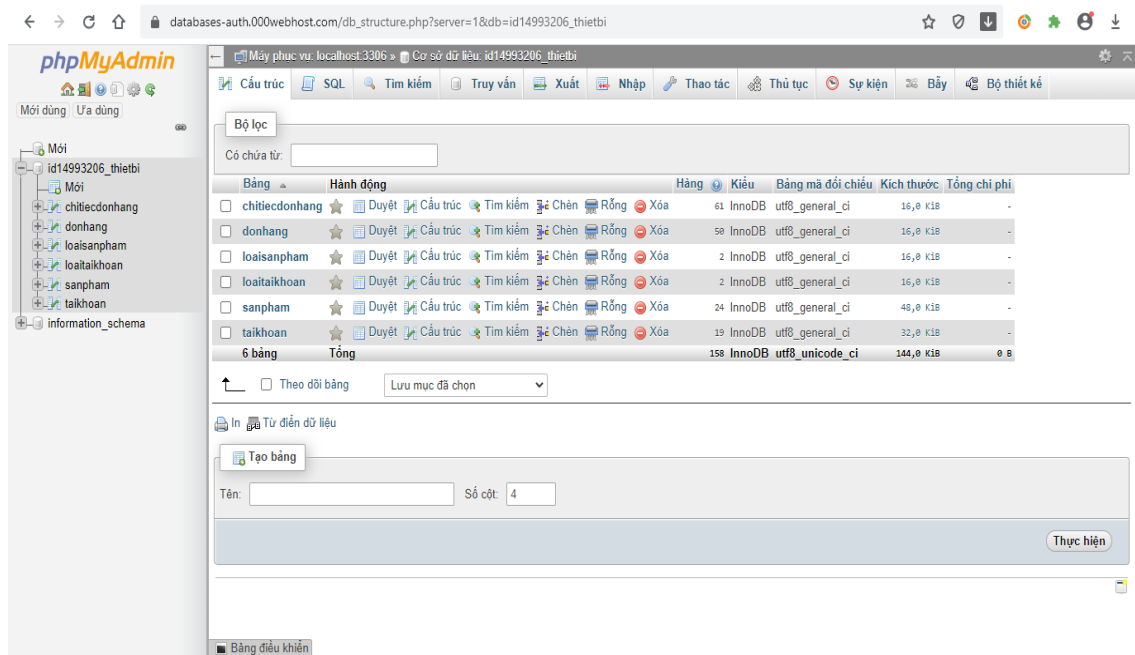 databases-auth.000webhost.com/db_structure.php?server=1&db=id14993206_thietbi
phpMyAdmin
Mới dùng Ưa dùng
Mới
id14993206_thietbi
Mới
chitiecdonhang
donhang
loaisanpham
loaitaikhoan
sanpham
taikhoan
information_schema
Máy phục vụ: localhost:3306 » Cơ sở dữ liệu: id14993206_thietbi
Cấu trúc SQL Tìm kiếm Truy vấn Xuất Nhập Thao tác Thủ tục Sự kiện Bẫy Bộ thiết kế
Bộ lọc
Có chứa từ:
Bảng Hành động Hàng Kiểu Bảng mã đối chiếu Kích thước Tổng chi phí
chitiecdonhang Duyệt Cấu trúc Tìm kiếm Chèn Rỗng Xóa 61 InnoDB utf8_general_ci 16,0 KiB -
donhang Duyệt Cấu trúc Tìm kiếm Chèn Rỗng Xóa 50 InnoDB utf8_general_ci 16,0 KiB -
loaisanpham Duyệt Cấu trúc Tìm kiếm Chèn Rỗng Xóa 2 InnoDB utf8_general_ci 16,0 KiB -
loaitaikhoan Duyệt Cấu trúc Tìm kiếm Chèn Rỗng Xóa 2 InnoDB utf8_general_ci 16,0 KiB -
sanpham Duyệt Cấu trúc Tìm kiếm Chèn Rỗng Xóa 24 InnoDB utf8_general_ci 48,0 KiB -
taikhoan Duyệt Cấu trúc Tìm kiếm Chèn Rỗng Xóa 19 InnoDB utf8_general_ci 32,0 KiB -
6 bảng Tổng 158 InnoDB utf8_unicode_ci 144,0 KiB 0 B
Theo dõi bảng Lưu mục đã chọn
In Từ điển dữ liệu
Tạo bảng
Tên: Số cột: 4
Thực hiện
Bảng điều khiển